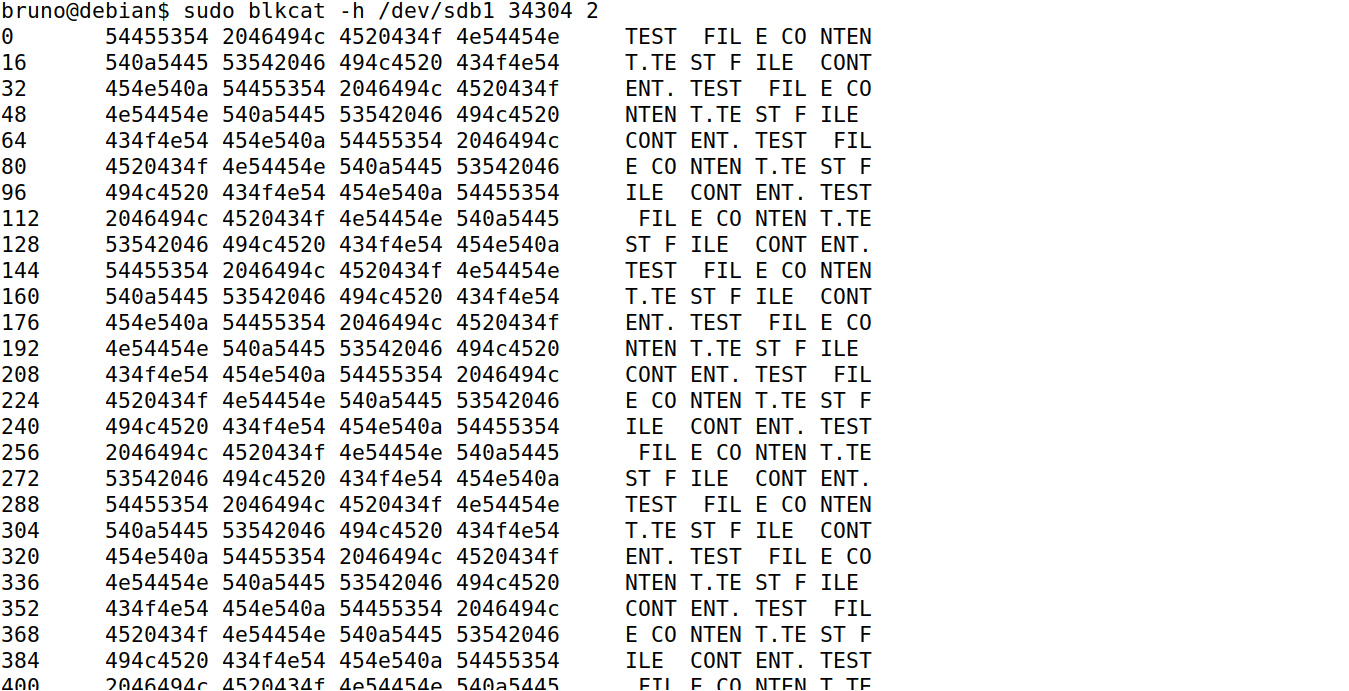 bruno@debian$ sudo blkcat -h /dev/sdb1 34304 2
0       54455354 2046494c 4520434f 4e54454e     TEST  FIL E CO NTEN
16      540a5445 53542046 494c4520 434f4e54     T.TE ST F ILE  CONT
32      454e540a 54455354 2046494c 4520434f     ENT. TEST  FIL E CO
48      4e54454e 540a5445 53542046 494c4520     NTEN T.TE ST F ILE
64      434f4e54 454e540a 54455354 2046494c     CONT ENT. TEST  FIL
80      4520434f 4e54454e 540a5445 53542046     E CO NTEN T.TE ST F
96      494c4520 434f4e54 454e540a 54455354     ILE  CONT ENT. TEST
112     2046494c 4520434f 4e54454e 540a5445      FIL E CO NTEN T.TE
128     53542046 494c4520 434f4e54 454e540a     ST F ILE  CONT ENT.
144     54455354 2046494c 4520434f 4e54454e     TEST  FIL E CO NTEN
160     540a5445 53542046 494c4520 434f4e54     T.TE ST F ILE  CONT
176     454e540a 54455354 2046494c 4520434f     ENT. TEST  FIL E CO
192     4e54454e 540a5445 53542046 494c4520     NTEN T.TE ST F ILE
208     434f4e54 454e540a 54455354 2046494c     CONT ENT. TEST  FIL
224     4520434f 4e54454e 540a5445 53542046     E CO NTEN T.TE ST F
240     494c4520 434f4e54 454e540a 54455354     ILE  CONT ENT. TEST
256     2046494c 4520434f 4e54454e 540a5445      FIL E CO NTEN T.TE
272     53542046 494c4520 434f4e54 454e540a     ST F ILE  CONT ENT.
288     54455354 2046494c 4520434f 4e54454e     TEST  FIL E CO NTEN
304     540a5445 53542046 494c4520 434f4e54     T.TE ST F ILE  CONT
320     454e540a 54455354 2046494c 4520434f     ENT. TEST  FIL E CO
336     4e54454e 540a5445 53542046 494c4520     NTEN T.TE ST F ILE
352     434f4e54 454e540a 54455354 2046494c     CONT ENT. TEST  FIL
368     4520434f 4e54454e 540a5445 53542046     E CO NTEN T.TE ST F
384     494c4520 434f4e54 454e540a 54455354     ILE  CONT ENT. TEST
400     2046494c 4520434f 4e54454e 540a5445      FIL E CO NTEN T.TE